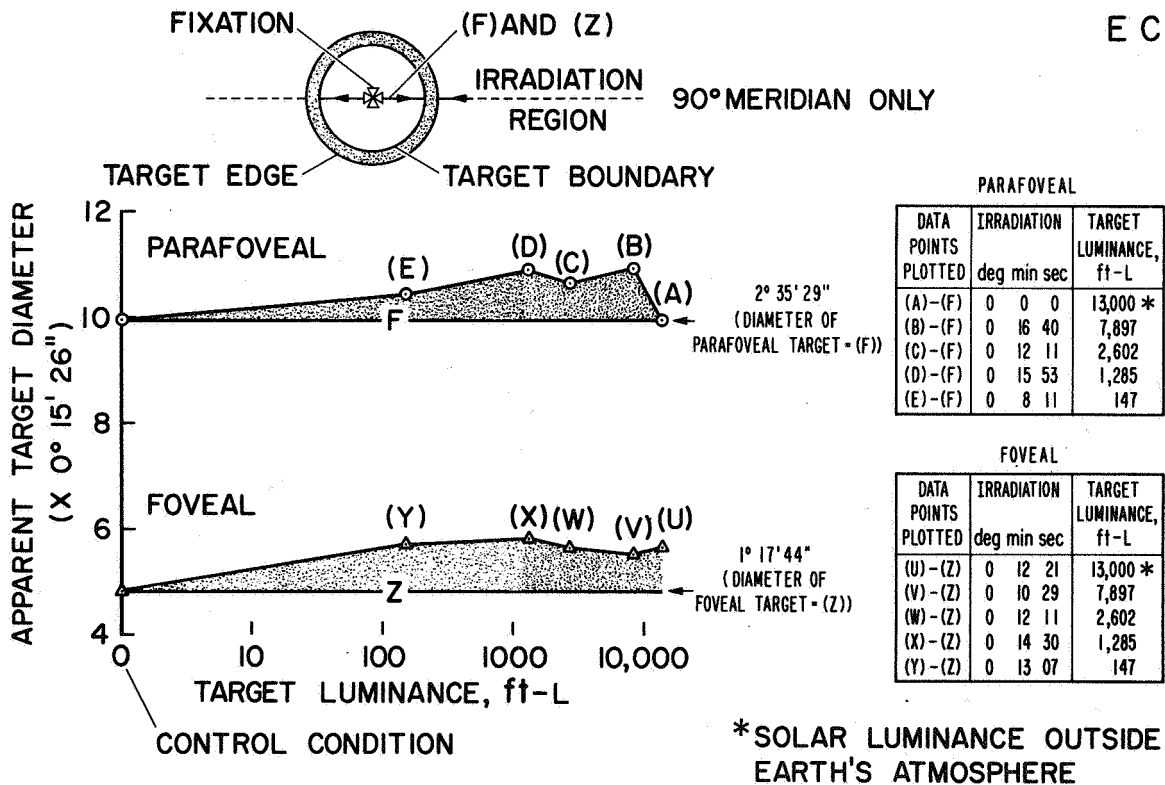 FIXATION
(F) AND (Z)
E C
IRRADIATION
REGION
90° MERIDIAN ONLY
TARGET EDGE
TARGET BOUNDARY
APPARENT TARGET DIAMETER
(X 0° 15' 26")
12
10
8
6
4
PARAFOVEAL
(E)
(D)
(C)
(B)
(A)
F
2° 35' 29"
(DIAMETER OF
PARAFOVEAL TARGET = (F))
FOVEAL
(Y)
(X)
(W)
(V)
(U)
Z
1° 17' 44"
(DIAMETER OF
FOVEAL TARGET = (Z))
0 10 100 1000 10,000
TARGET LUMINANCE, ft-L
CONTROL CONDITION
PARAFOVEAL
DATA IRRADIATION TARGET
POINTS LUMINANCE,
PLOTTED deg min sec ft-L
(A)-(F) 0 0 0 13,000 *
(B)-(F) 0 16 40 7,897
(C)-(F) 0 12 11 2,602
(D)-(F) 0 15 53 1,285
(E)-(F) 0 8 11 147
FOVEAL
DATA IRRADIATION TARGET
POINTS LUMINANCE,
PLOTTED deg min sec ft-L
(U)-(Z) 0 12 21 13,000 *
(V)-(Z) 0 10 29 7,897
(W)-(Z) 0 12 11 2,602
(X)-(Z) 0 14 30 1,285
(Y)-(Z) 0 13 07 147
* SOLAR LUMINANCE OUTSIDE
EARTH'S ATMOSPHERE